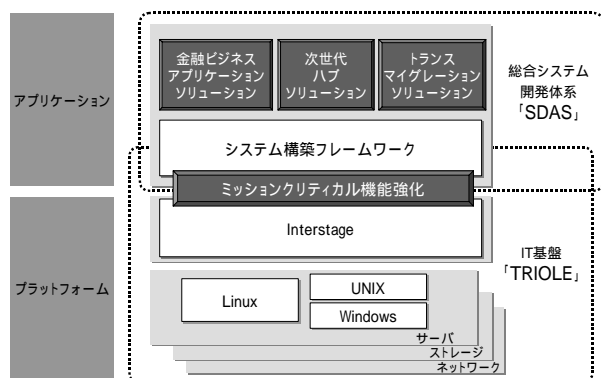 アプリケーション
金融ビジネス
アプリケーション
ソリューション
次世代
ハブ
ソリューション
トランス
マイグレーション
ソリューション
総合システム
開発体系
「SDAS」
システム構築フレームワーク
ミッションクリティカル機能強化
プラットフォーム
Interstage
IT基盤
「TRIOLE」
Linux
UNIX
Windows
サーバ
ストレージ
ネットワーク